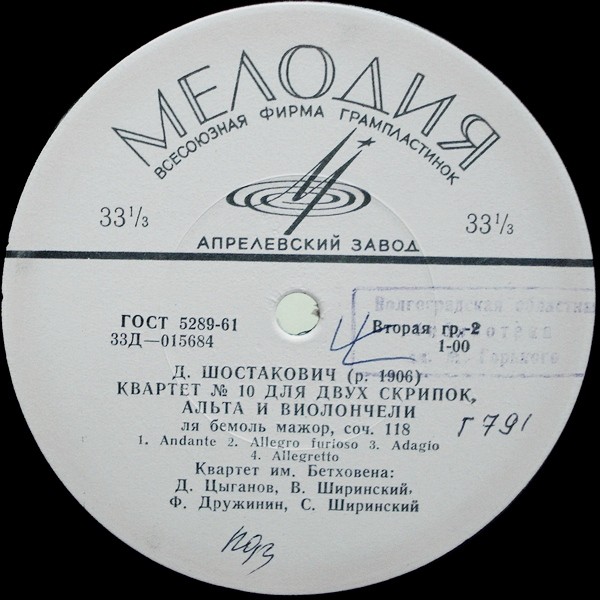 МЕЛОДИЯ
ВСЕСОЮЗНАЯ ФИРМА ГРАМПЛАСТИНОК
33⅓ 33⅓
АПРЕЛЕВСКИЙ ЗАВОД
ГОСТ 5289-61
33Д—015684
Волгоградская
Вторая гр.-2
1-00
Горького
Д. ШОСТАКОВИЧ (р. 1906)
КВАРТЕТ № 10 ДЛЯ ДВУХ СКРИПОК,
АЛЬТА И ВИОЛОНЧЕЛИ
ля бемоль мажор, соч. 118
Г 791
1. Andante 2. Allegro furioso 3. Adagio
4. Allegretto
Квартет им. Бетховена:
Д. Цыганов, В. Ширинский,
Ф. Дружинин, С. Ширинский